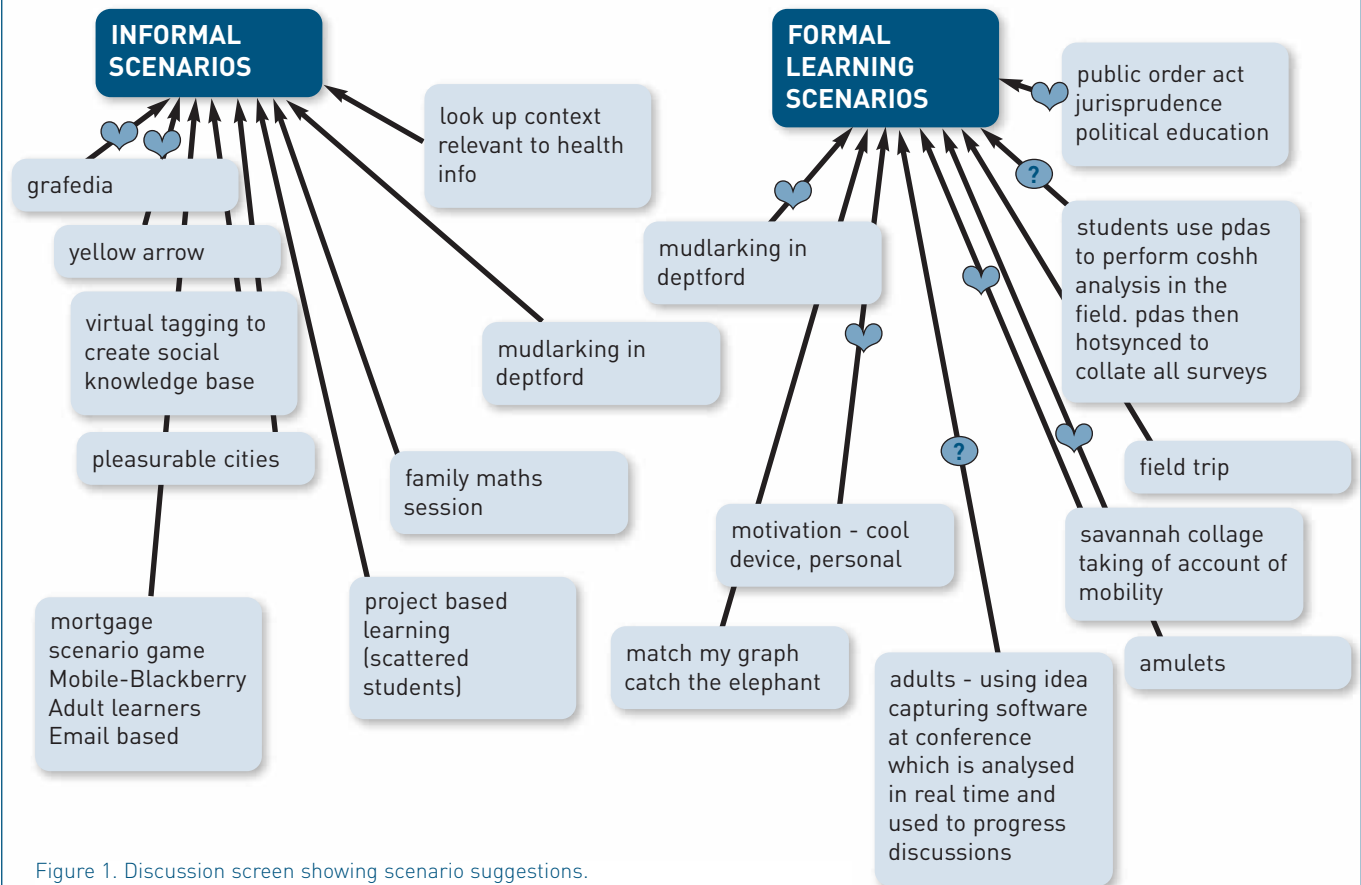 INFORMAL
SCENARIOS
grafedia
yellow arrow
virtual tagging to
create social
knowledge base
pleasurable cities
mortgage
scenario game
Mobile-Blackberry
Adult learners
Email based
look up context
relevant to health
info
mudlarking in
deptford
family maths
session
project based
learning
(scattered
students)
FORMAL
LEARNING
SCENARIOS
public order act
jurisprudence
political education
?
students use pdas
to perform coshh
analysis in the
field. pdas then
hotsynced to
collate all surveys
mudlarking in
deptford
field trip
?
motivation - cool
device, personal
savannah collage
taking of account of
mobility
match my graph
catch the elephant
adults - using idea
capturing software
at conference
which is analysed
in real time and
used to progress
discussions
amulets
Figure 1. Discussion screen showing scenario suggestions.